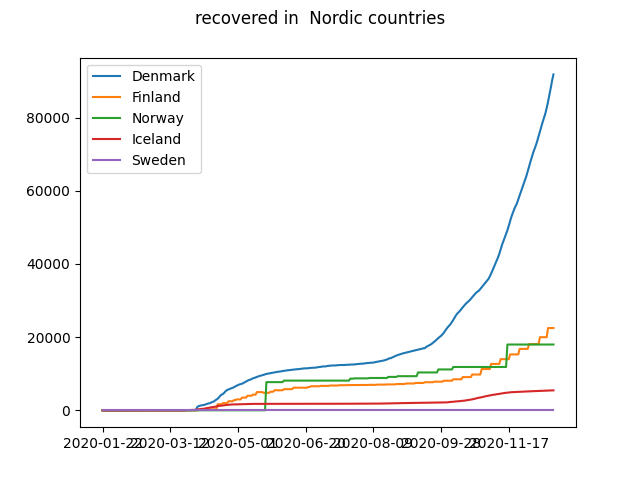 recovered in  Nordic countries
Denmark
Finland
Norway
Iceland
Sweden
80000
60000
40000
20000
0
2020-01-22 2020-03-12 2020-05-01 2020-06-20 2020-08-09 2020-09-28 2020-11-17